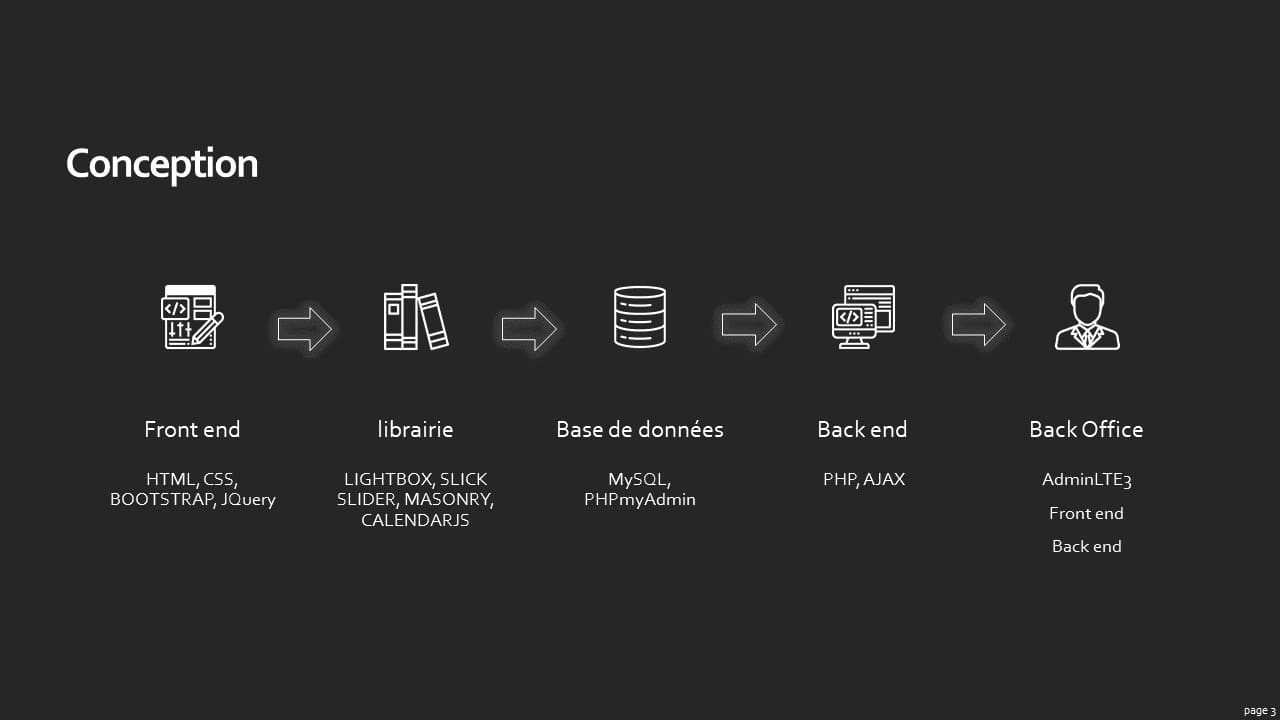 Conception
Front end
HTML, CSS,
BOOTSTRAP, JQuery
librairie
LIGHTBOX, SLICK
SLIDER, MASONRY,
CALENDARJS
Base de données
MySQL,
PHPmyAdmin
Back end
PHP, AJAX
Back Office
AdminLTE3
Front end
Back end
page 3